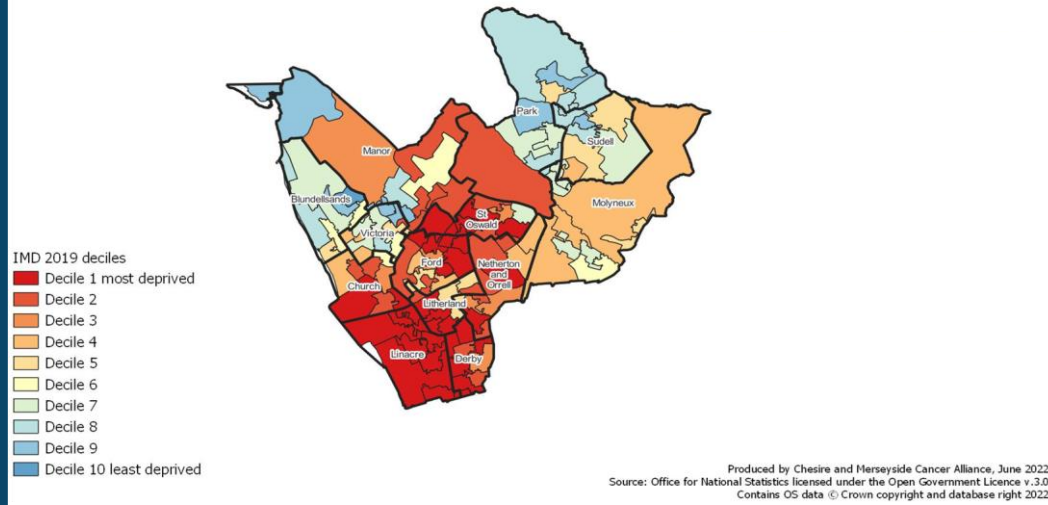 Park
Sudell
Manor
Molyneux
Blundellsands
St
Oswald
Victoria
Ford
Netherton
and
Orrell
Church
Litherland
Linacre
Derby
IMD 2019 deciles
Decile 1 most deprived
Decile 2
Decile 3
Decile 4
Decile 5
Decile 6
Decile 7
Decile 8
Decile 9
Decile 10 least deprived
Produced by Chesire and Merseyside Cancer Alliance, June 2022
Source: Office for National Statistics licensed under the Open Government Licence v.3.0
Contains OS data © Crown copyright and database right 2022